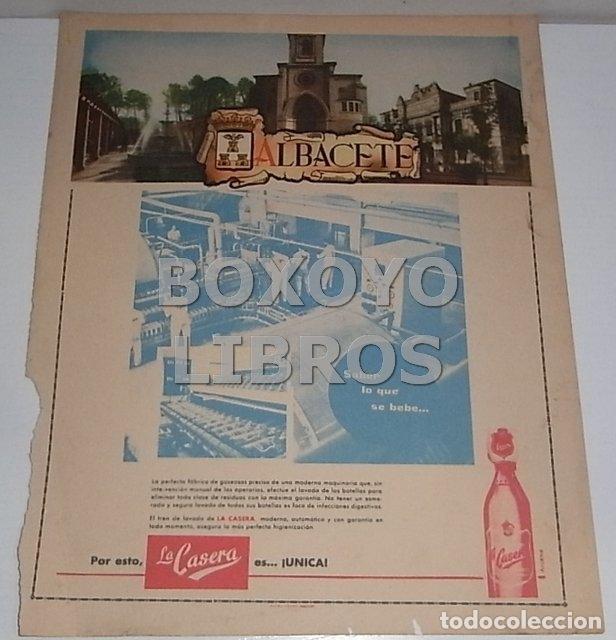 ALBACETE
BOXOYO
LIBROS
Saber
lo que
se bebe...
La perfecta fábrica de gaseosas precisa de una moderna maquinaria que, sin
intervención manual de los operarios, efectúe el lavado de las botellas para
eliminar toda clase de residuos con la máxima garantía. No tener un esme-
rado y seguro lavado de todas sus botellas es foco de infecciones digestivas.
El tren de lavado de LA CASERA, moderno, automático y con garantía en
todo momento, asegura la más perfecta higienización.
Por esto, La Casera es... ¡UNICA!
La Casera
todocoleccion